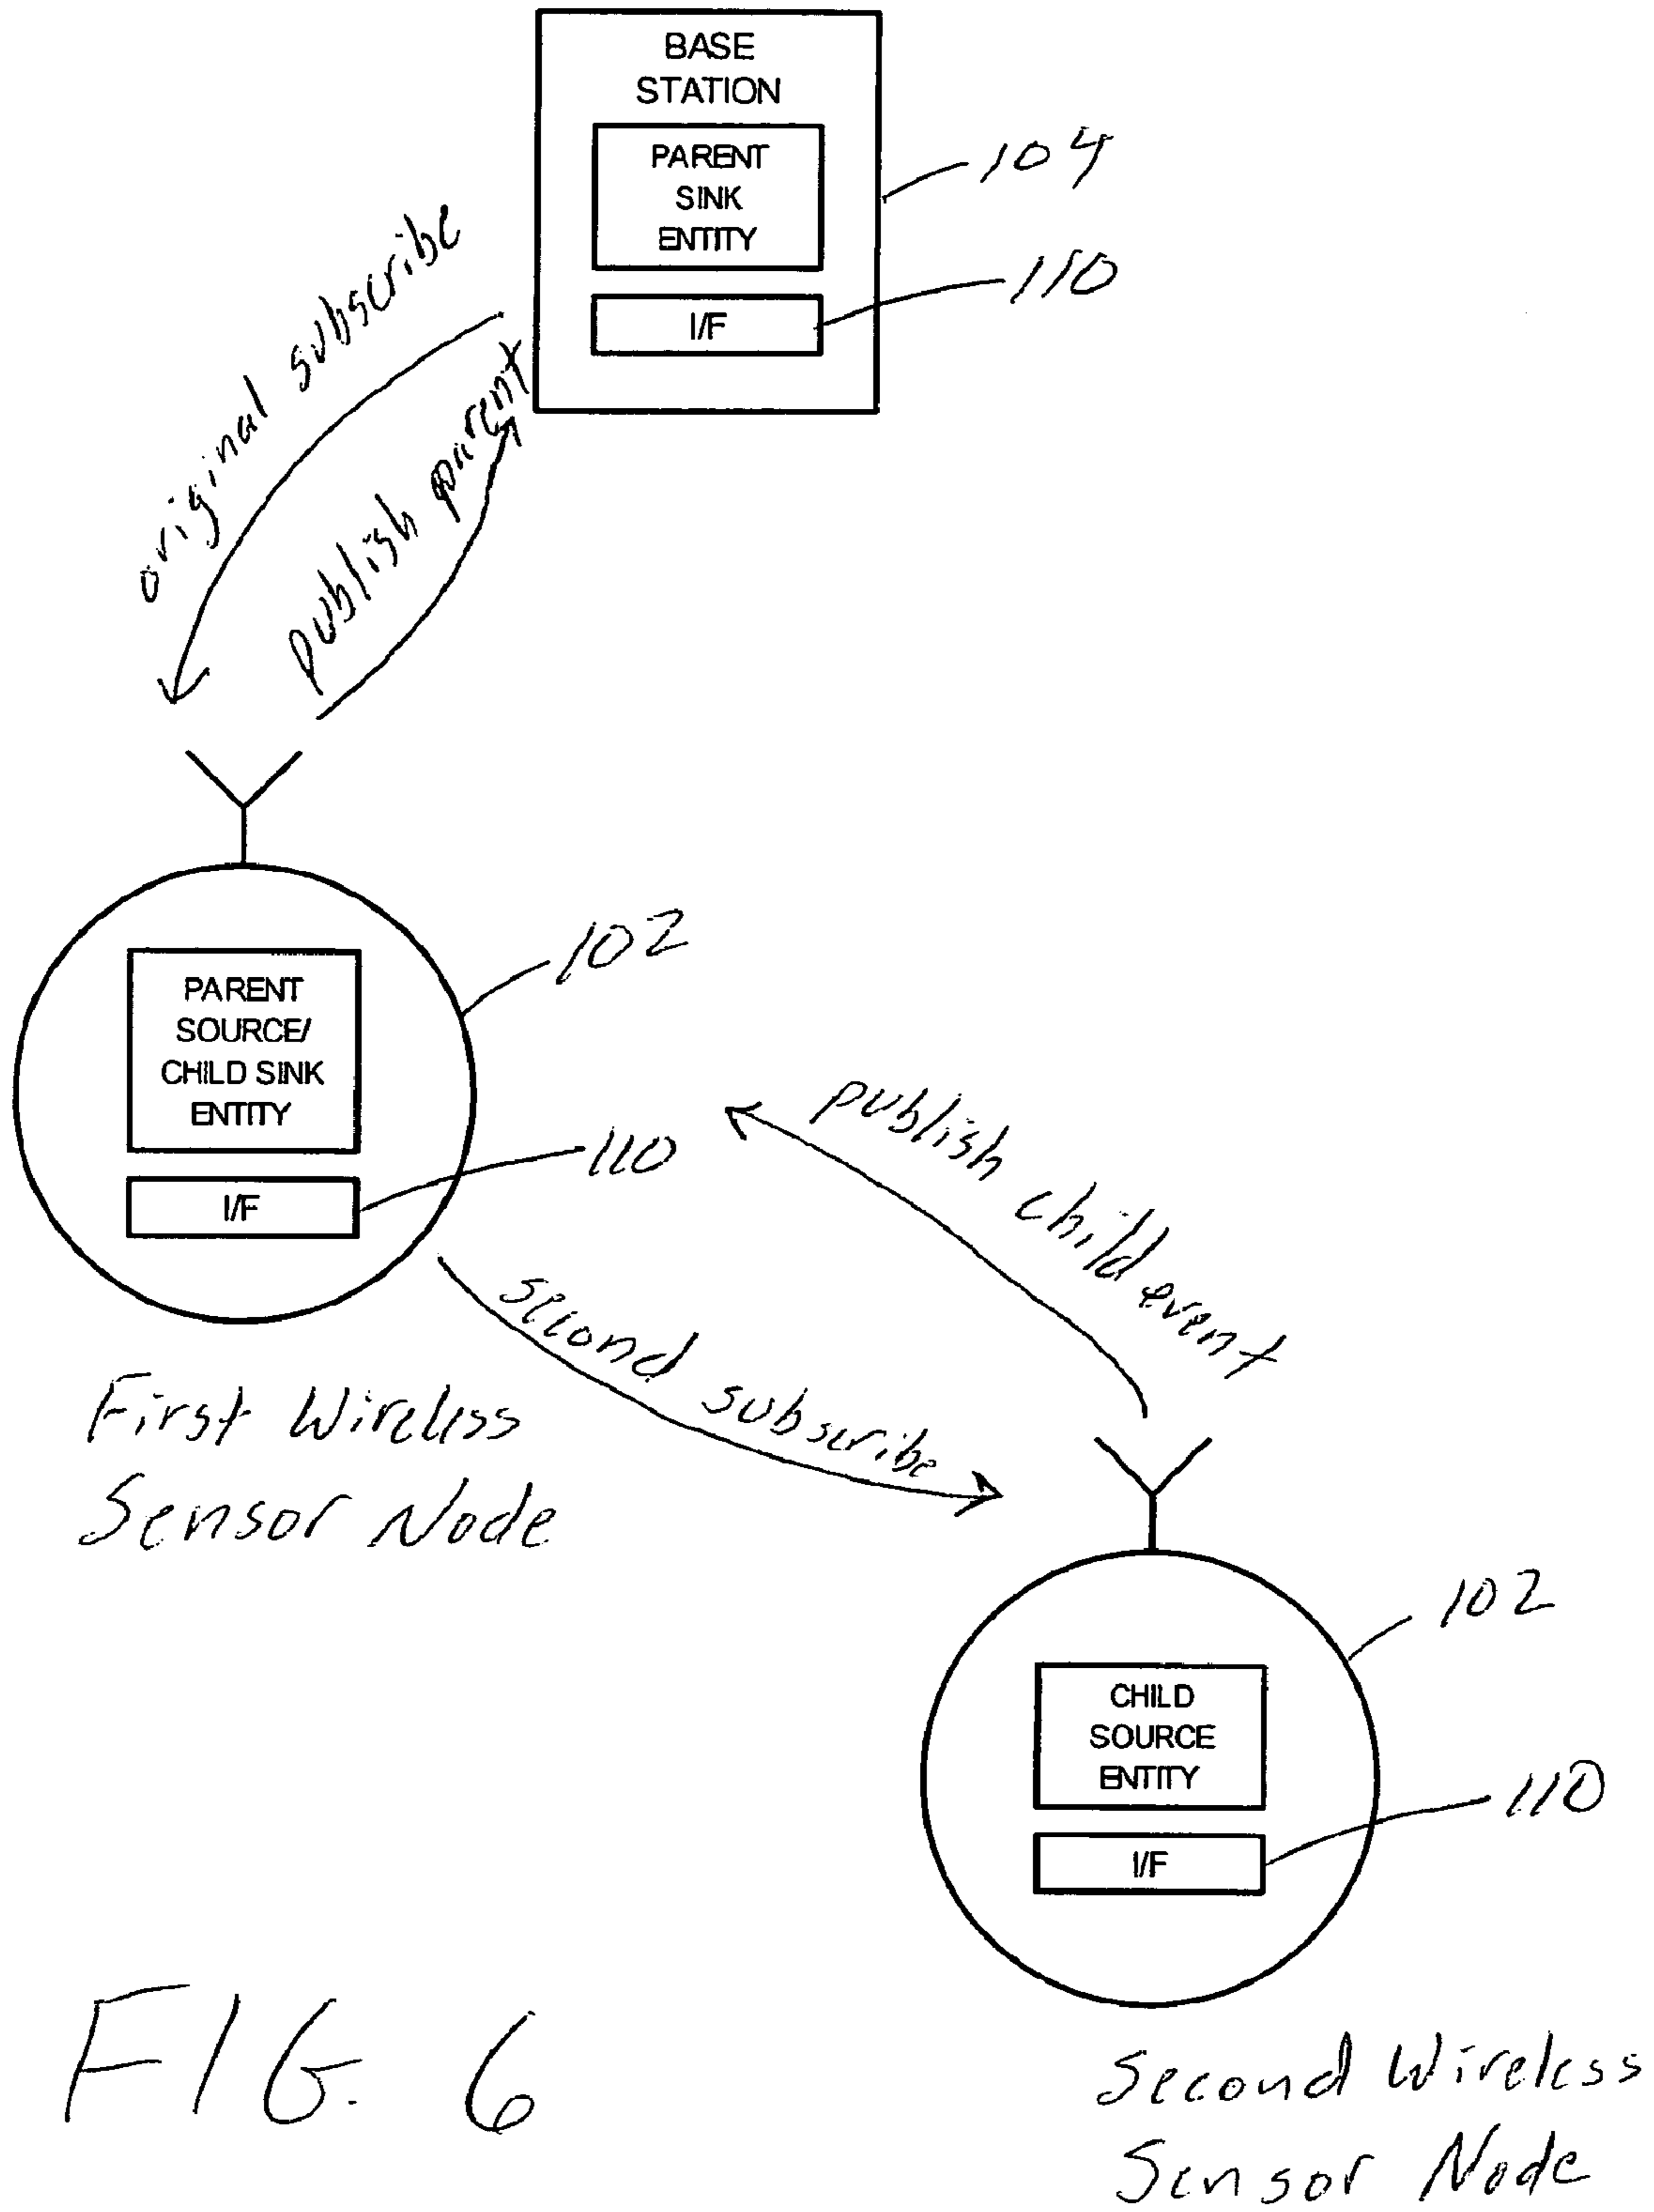 BASE
STATION
PARENT
SINK
ENTITY
I/F
104
110
original subscribe
publish parent
102
PARENT
SOURCE/
CHILD SINK
ENTITY
I/F
110
publish child event
second subscribe
First Wireless
Sensor Node
102
CHILD
SOURCE
ENTITY
I/F
110
FIG. 6
Second Wireless
Sensor Node